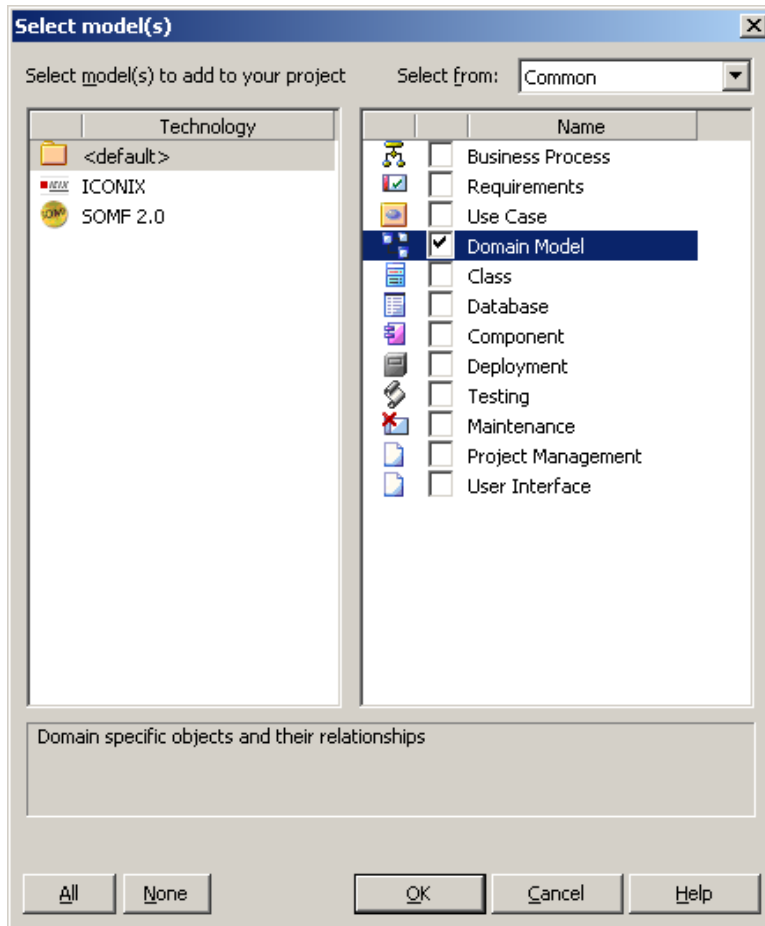 Select model(s)
Select model(s) to add to your project Select from: Common
Technology
<default>
ICONIX
SOMF 2.0
Name
Business Process
Requirements
Use Case
Domain Model
Class
Database
Component
Deployment
Testing
Maintenance
Project Management
User Interface
Domain specific objects and their relationships
All None OK Cancel Help